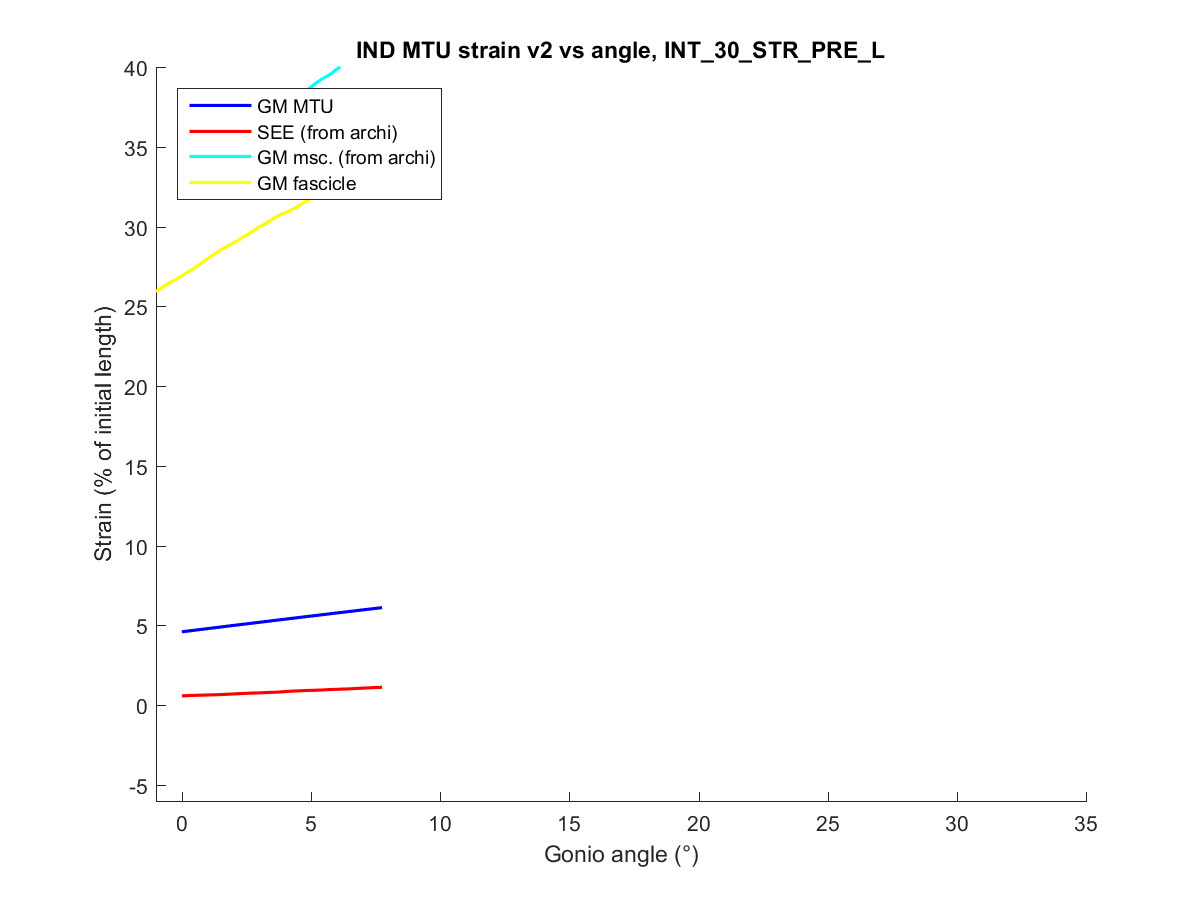 IND MTU strain v2 vs angle, INT_30_STR_PRE_L
GM MTU
SEE (from archi)
GM msc. (from archi)
GM fascicle
Strain (% of initial length)
40
35
30
25
20
15
10
5
0
-5
0 5 10 15 20 25 30 35
Gonio angle (°)